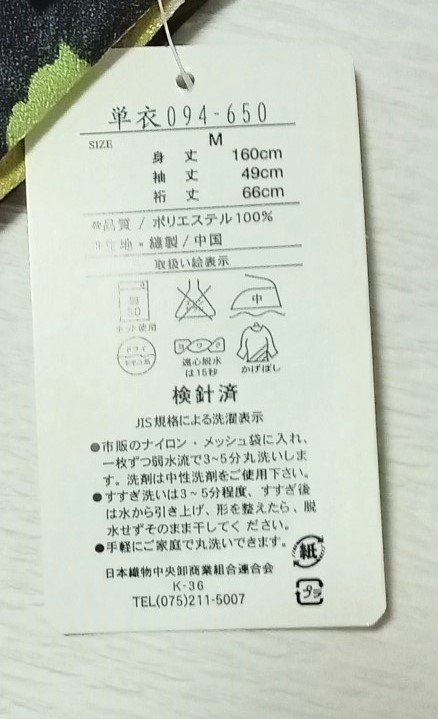 単衣094-650
SIZE M
身丈 160cm
袖丈 49cm
裄丈 66cm
品質/ポリエステル100%
地・縫製/中国
取扱い絵表示
弱
30
中
ネット使用
ドライ
ヨワク
遠心脱水
は15秒
かげぼし
検針済
JIS規格による洗濯表示
●市販のナイロン・メッシュ袋に入れ、
一枚ずつ弱水流で3~5分丸洗いしま
す。洗剤は中性洗剤をご使用下さい。
●すすぎ洗いは3~5分程度、すすぎ後
は水から引き上げ、形を整えたら、脱
水せずそのまま干してください。
●手軽にご家庭で丸洗いできます。
紙
日本織物中央卸商業組合連合会
K-36
プラ
TEL(075)211-5007